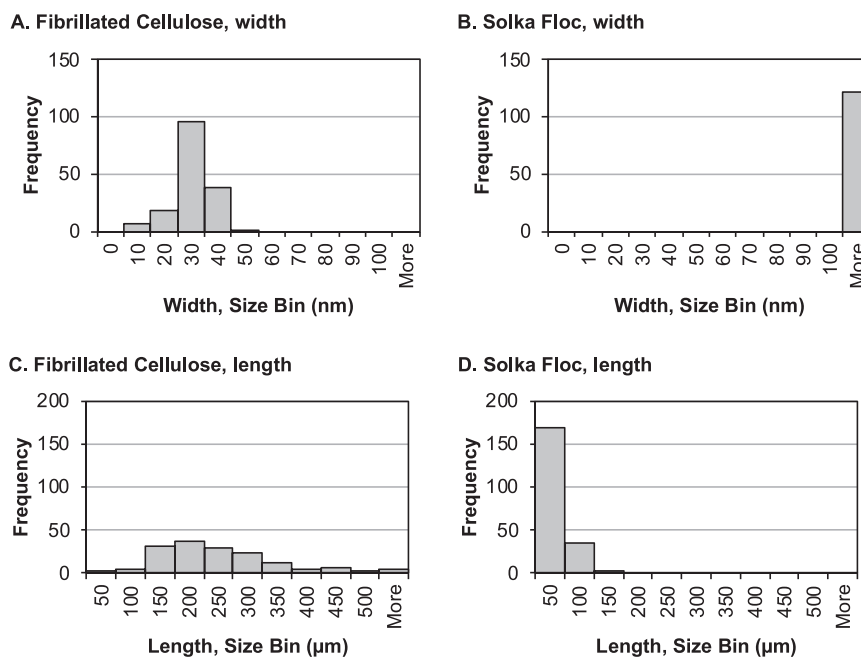 A. Fibrillated Cellulose, width
150
100
50
0
Frequency
0 10 20 30 40 50 60 70 80 90 100 More
Width, Size Bin (nm)
B. Solka Floc, width
150
100
50
0
Frequency
0 10 20 30 40 50 60 70 80 90 100 More
Width, Size Bin (nm)
C. Fibrillated Cellulose, length
200
150
100
50
0
Frequency
50 100 150 200 250 300 350 400 450 500 More
Length, Size Bin (µm)
D. Solka Floc, length
200
150
100
50
0
Frequency
50 100 150 200 250 300 350 400 450 500 More
Length, Size Bin (µm)